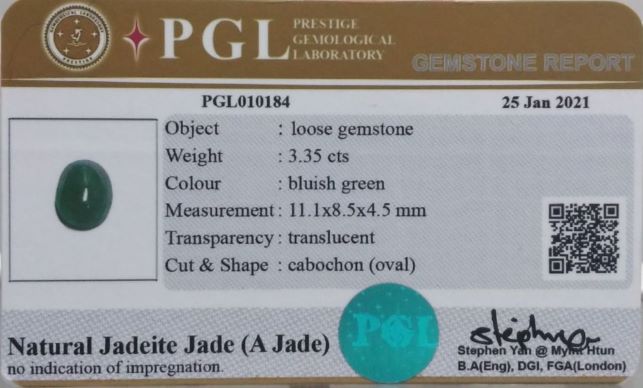 PGL
PRESTIGE
GEMOLOGICAL
LABORATORY
GEMSTONE REPORT
PGL010184
25 Jan 2021
Object : loose gemstone
Weight : 3.35 cts
Colour : bluish green
Measurement : 11.1x8.5x4.5 mm
Transparency : translucent
Cut & Shape : cabochon (oval)
PGL
Natural Jadeite Jade (A Jade)
no indication of impregnation.
Stephen Yan @ Myint Htun
B.A(Eng), DGI, FGA(London)